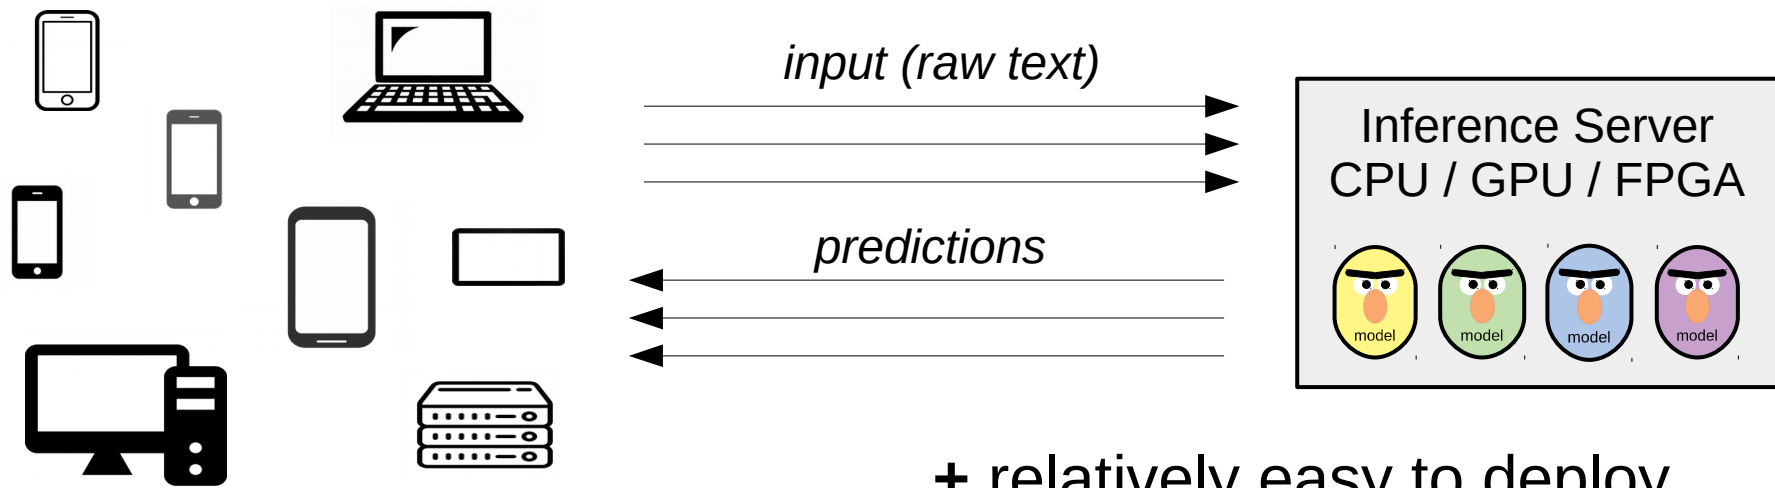 input (raw text)
Inference Server
CPU / GPU / FPGA
predictions
model model model model
+ relatively easy to deploy